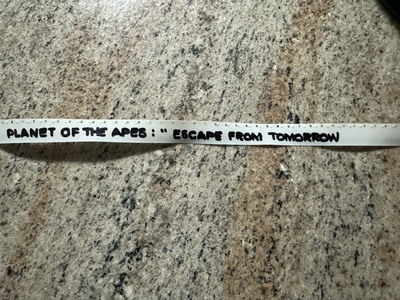 PLANET OF THE APES : " ESCAPE FROM TOMORROW